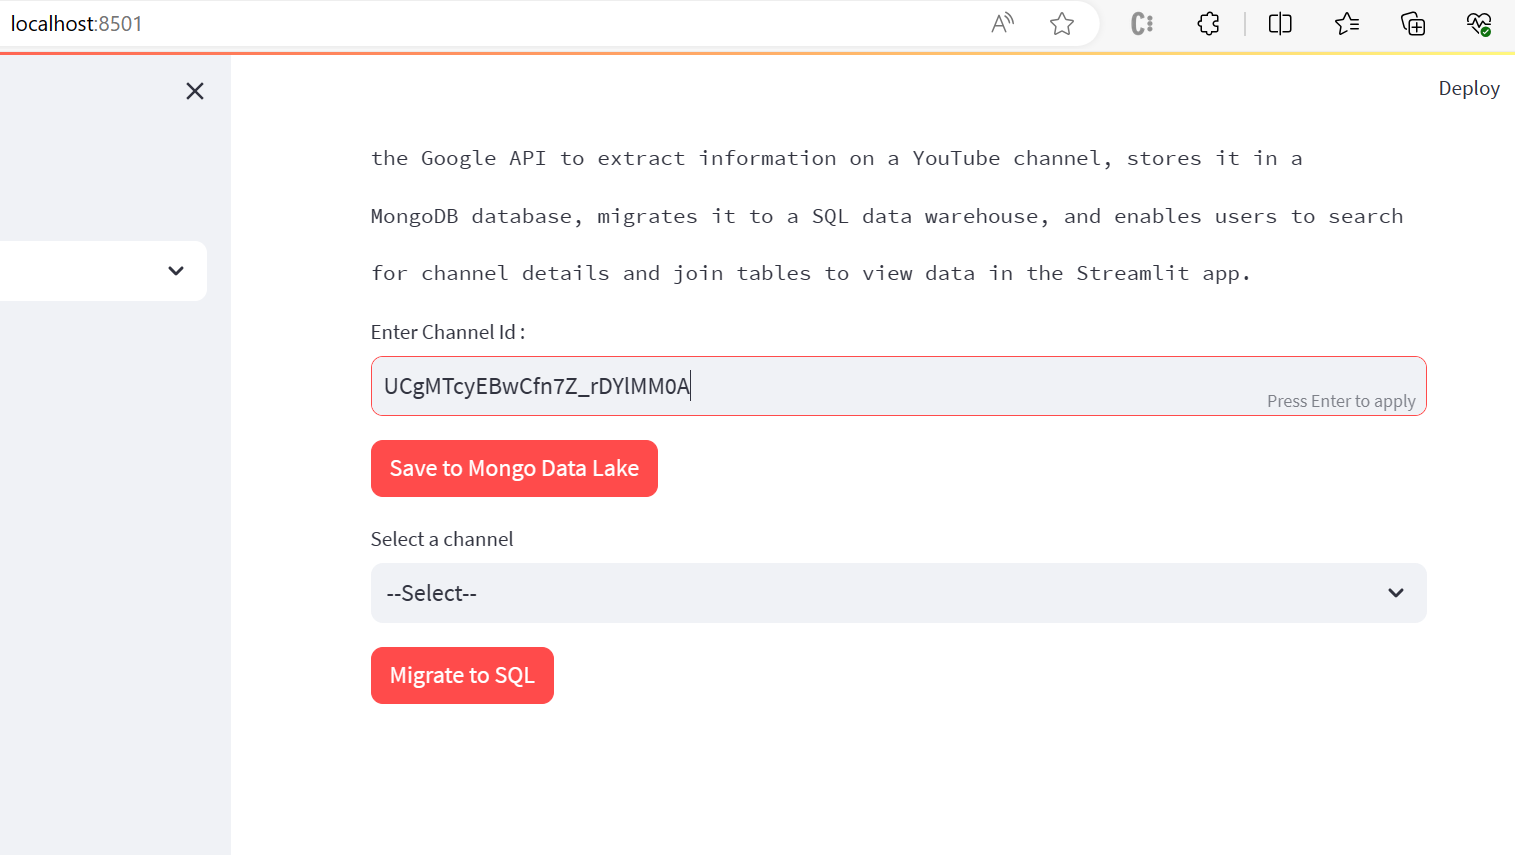 localhost:8501
Deploy
the Google API to extract information on a YouTube channel, stores it in a
MongoDB database, migrates it to a SQL data warehouse, and enables users to search
for channel details and join tables to view data in the Streamlit app.
Enter Channel Id :
UCgMTcyEBwCfn7Z_rDYlMM0A
Press Enter to apply
Save to Mongo Data Lake
Select a channel
--Select--
Migrate to SQL